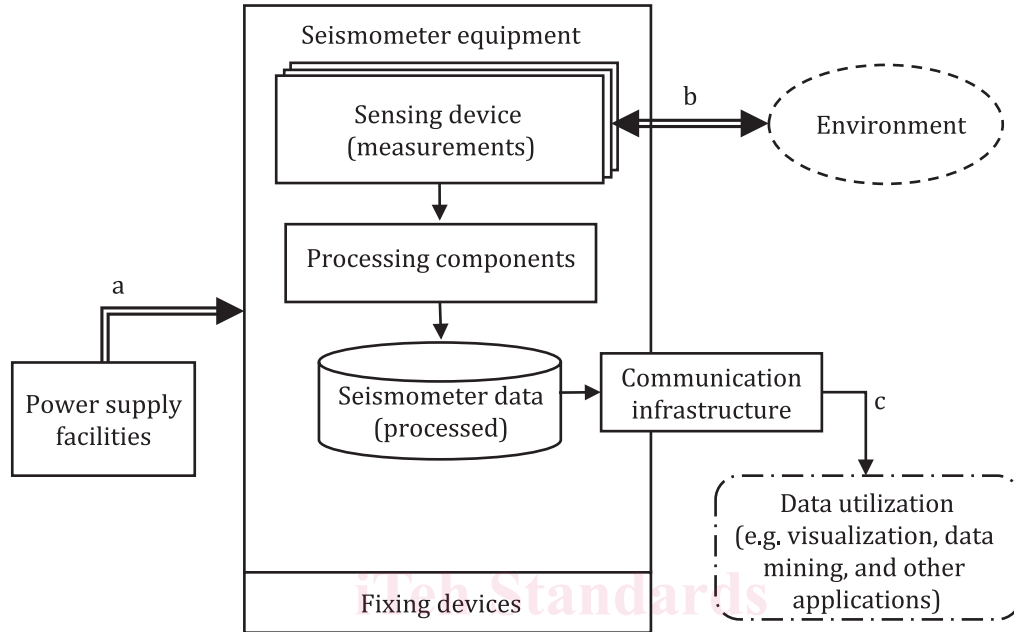 Seismometer equipment
Sensing device
(measurements)
b
Environment
Processing components
a
Power supply
facilities
Seismometer data
(processed)
Communication
infrastructure
c
Data utilization
(e.g. visualization, data
mining, and other
applications)
iTeh Standards
Fixing devices